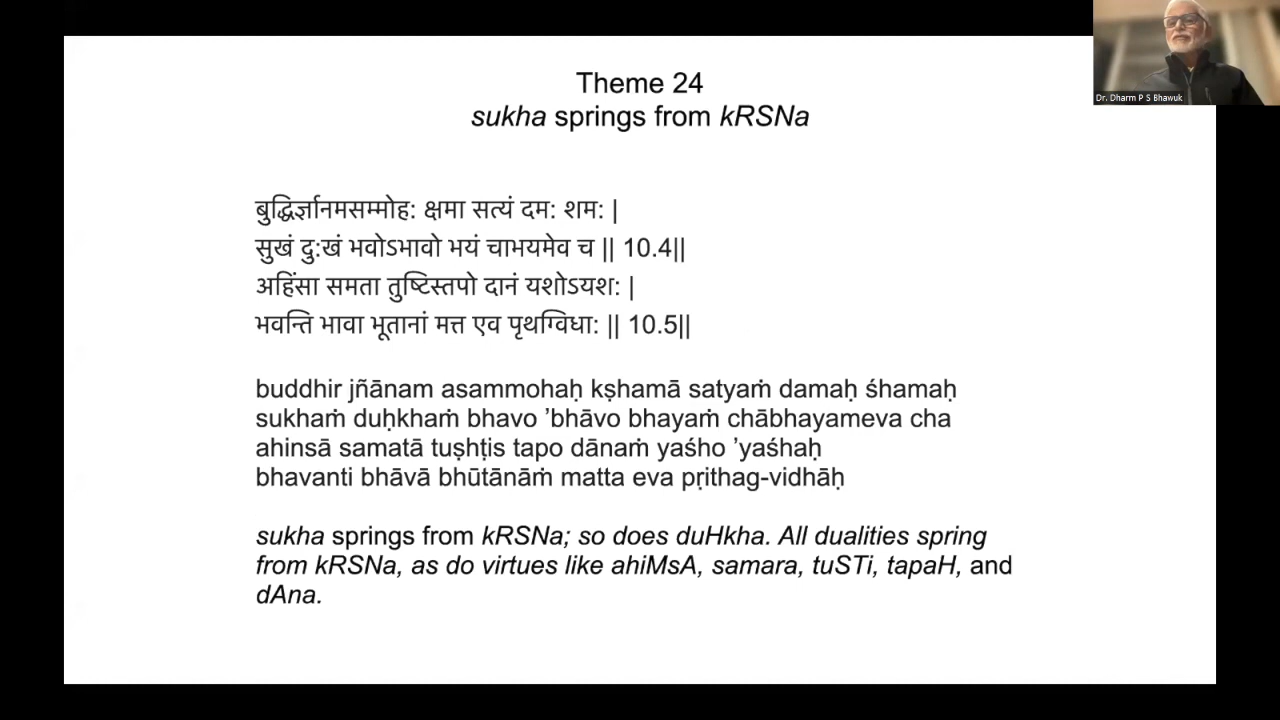 Theme 24
sukha springs from kRSNa
बुद्धिर्ज्ञानमसम्मोह: क्षमा सत्यं दम: शम: |
सुखं दु:खं भवोऽभावो भयं चाभयमेव च || 10.4||
अहिंसा समता तुष्टिस्तपो दानं यशोऽयश: |
भवन्ति भावा भूतानां मत्त एव पृथग्विधा: || 10.5||
buddhir jñānam asammohaḥ kṣhamā satyaṁ damaḥ śhamaḥ
sukhaṁ duḥkhaṁ bhavo ’bhāvo bhayaṁ chābhayameva cha
ahinsā samatā tuṣhṭis tapo dānaṁ yaśho ’yaśhaḥ
bhavanti bhāvā bhūtānāṁ matta eva pṛithag-vidhāḥ
sukha springs from kRSNa; so does duHkha. All dualities spring
from kRSNa, as do virtues like ahiMsA, samara, tuSTi, tapaH, and
dAna.
Dr. Dharm P S Bhawuk